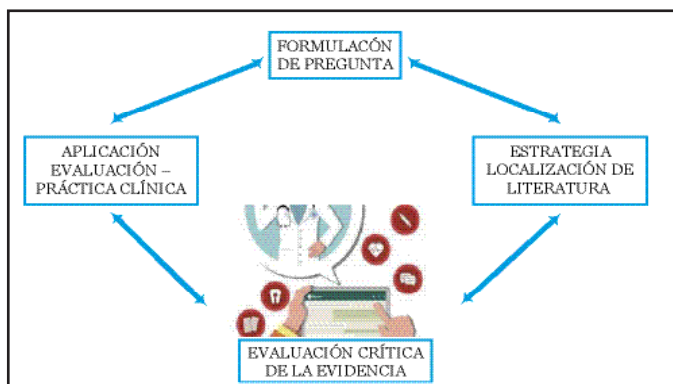 FORMULACÓN
DE PREGUNTA
APLICACIÓN
EVALUACIÓN –
PRÁCTICA CLÍNICA
ESTRATEGIA
LOCALIZACIÓN DE
LITERATURA
EVALUACIÓN CRÍTICA
DE LA EVIDENCIA